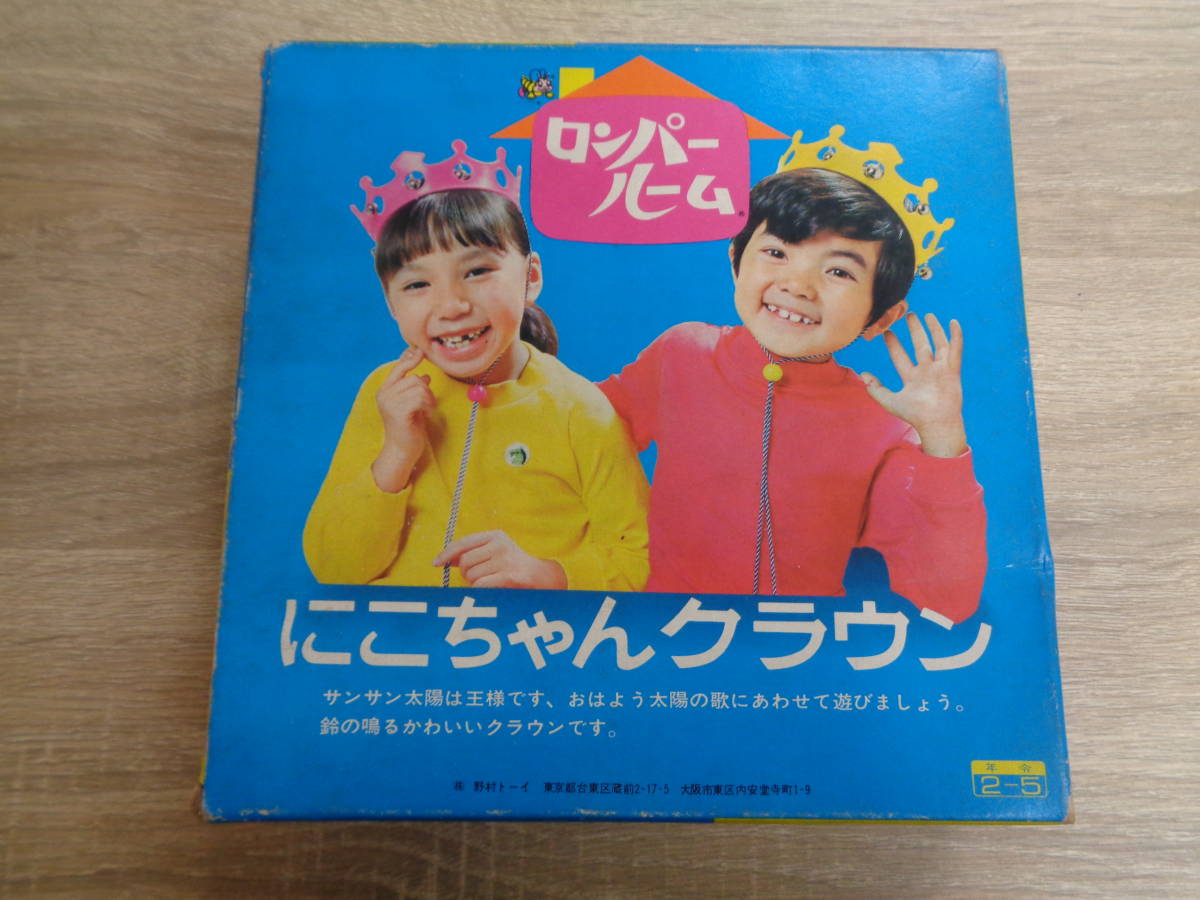 ロンパー
ルーム®
にこちゃんクラウン
サンサン太陽は王様です、おはよう太陽の歌にあわせて遊びましょう。
鈴の鳴るかわいいクラウンです。
㈱ 野村トーイ 東京都台東区蔵前2-17-5 大阪市東区内安堂寺町1-9
年令
2-5